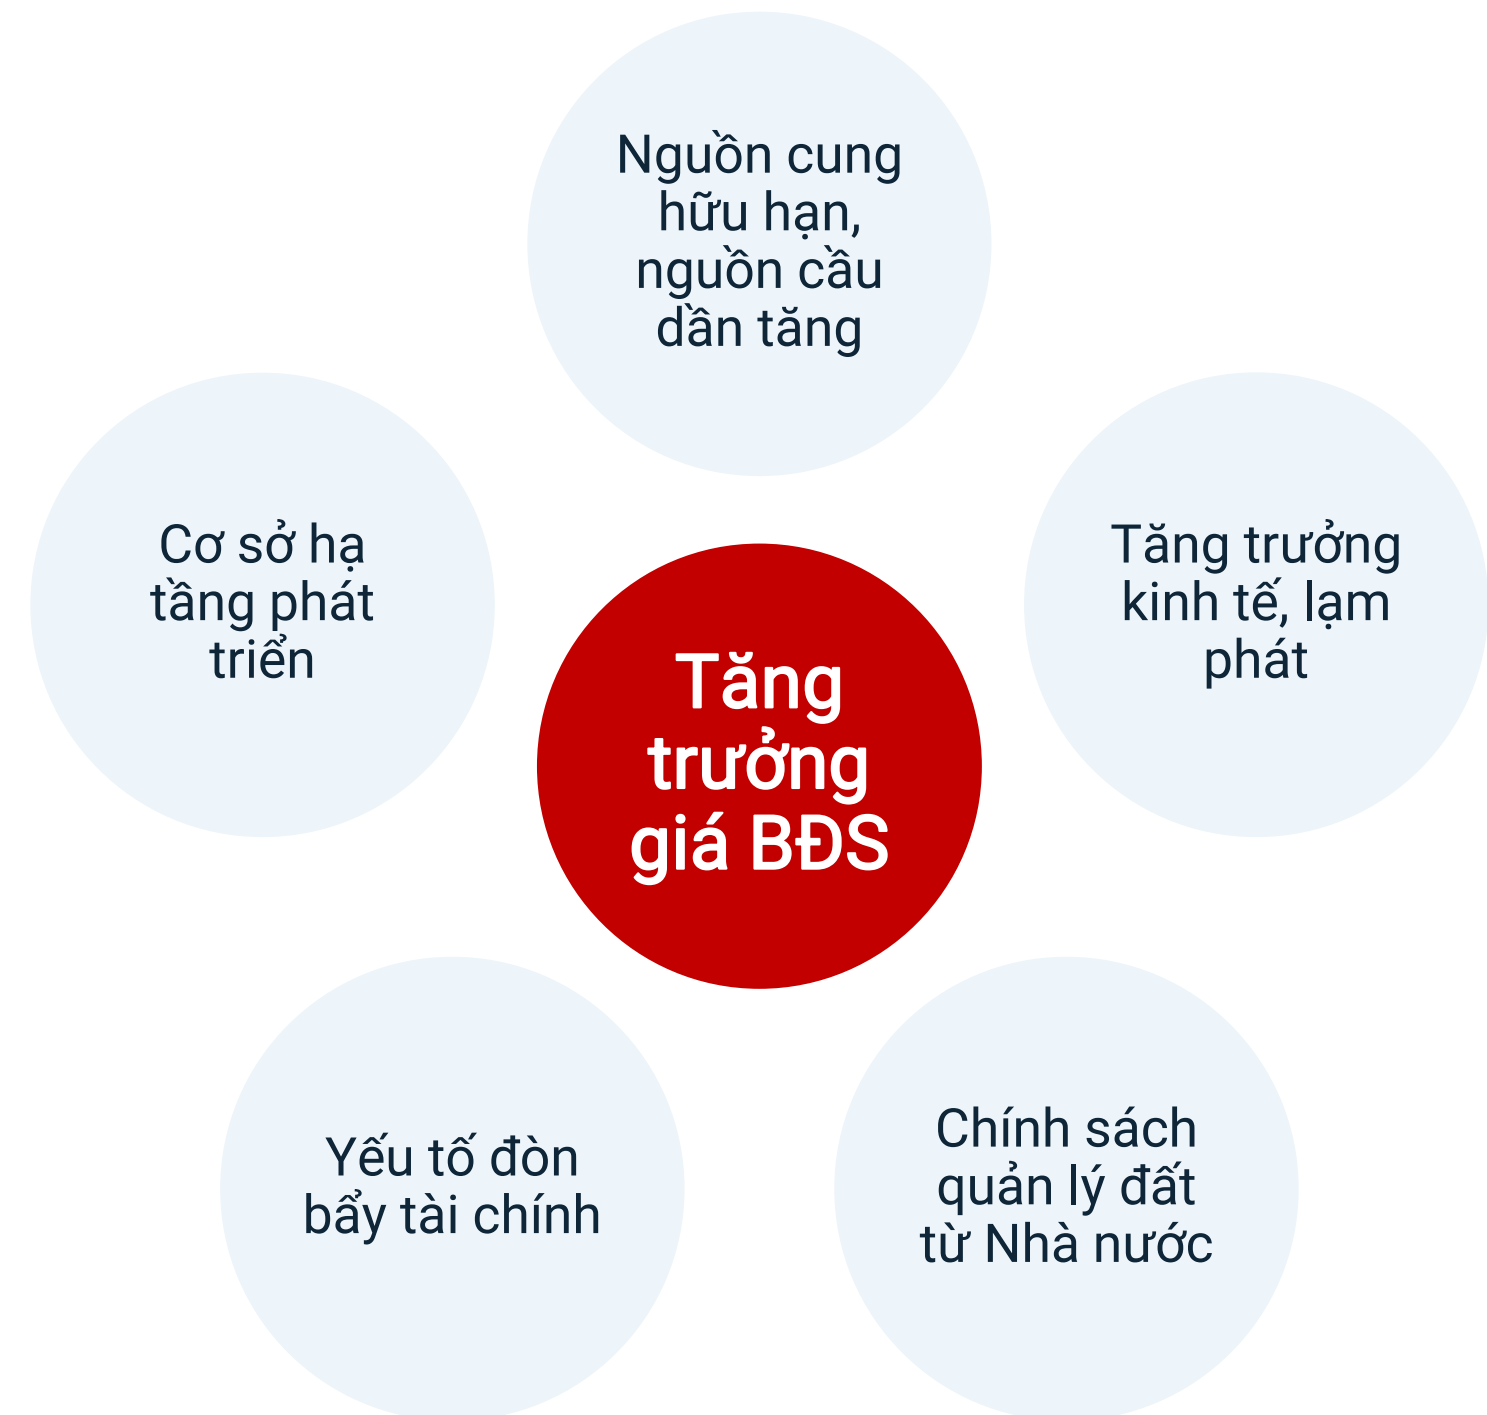 Nguồn cung
hữu hạn,
nguồn cầu
dần tăng
Cơ sở hạ
tầng phát
triển
Tăng trưởng
kinh tế, lạm
phát
Tăng
trưởng
giá BĐS
Yếu tố đòn
bẩy tài chính
Chính sách
quản lý đất
từ Nhà nước